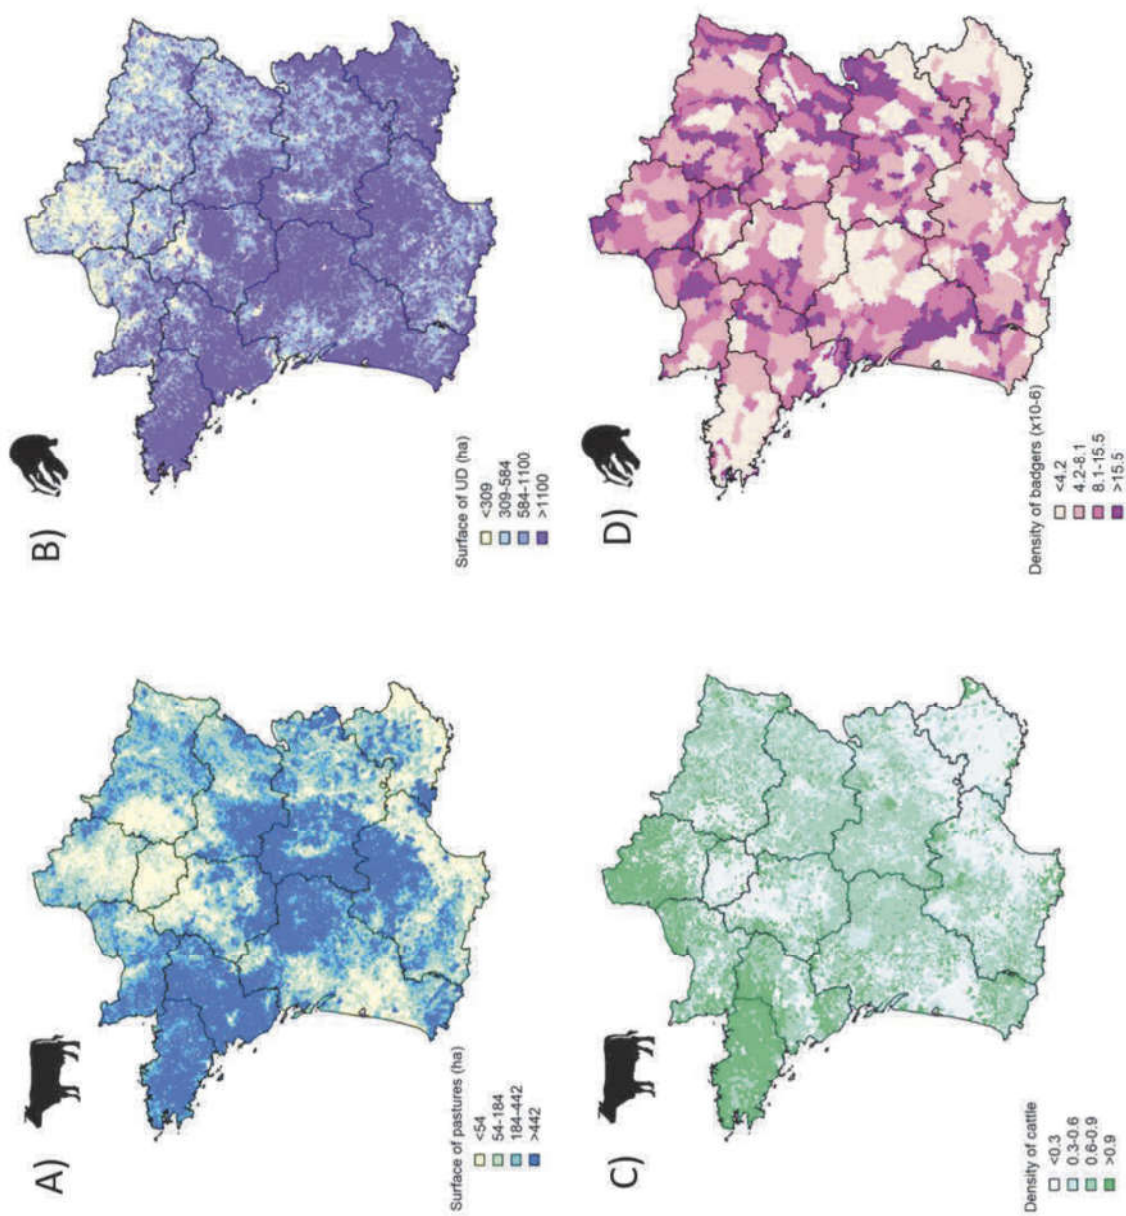 A)
Surface of pastures (ha)
<54
54-184
184-442
>442
B)
Surface of UD (ha)
<309
309-584
584-1100
>1100
C)
Density of cattle
<0.3
0.3-0.6
0.6-0.9
>0.9
D)
Density of badgers (x10-6)
<4.2
4.2-8.1
8.1-15.5
>15.5